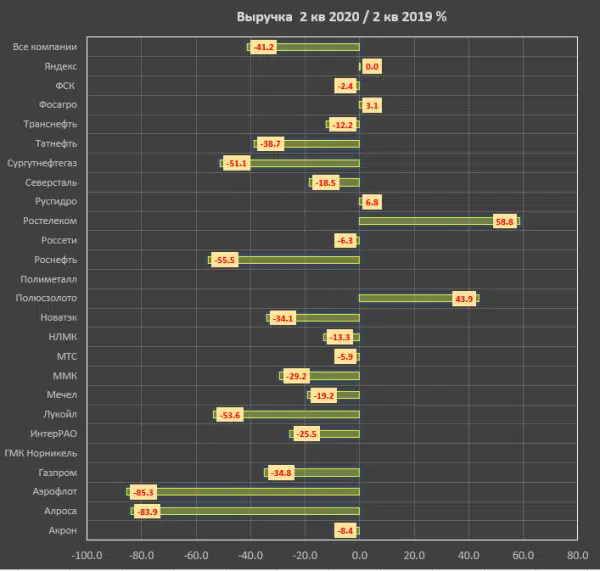 Выручка 2 кв 2020 / 2 кв 2019 %
Все компании -41.2
Яндекс 0.0
ФСК -2.4
Фосагро 3.1
Транснефть -12.2
Татнефть -38.7
Сургутнефтегаз -51.1
Северсталь -18.5
Русгидро 6.8
Ростелеком 58.8
Россети -6.3
Роснефть -55.5
Полиметалл
Полюсзолото 43.9
Новатэк -34.1
НЛМК -13.3
МТС -5.9
ММК -29.2
Мечел -19.2
Лукойл -53.6
ИнтерРАО -25.5
ГМК Норникель
Газпром -34.8
Аэрофлот -85.3
Алроса -83.9
Акрон -8.4
-100.0 -80.0 -60.0 -40.0 -20.0 0.0 20.0 40.0 60.0 80.0